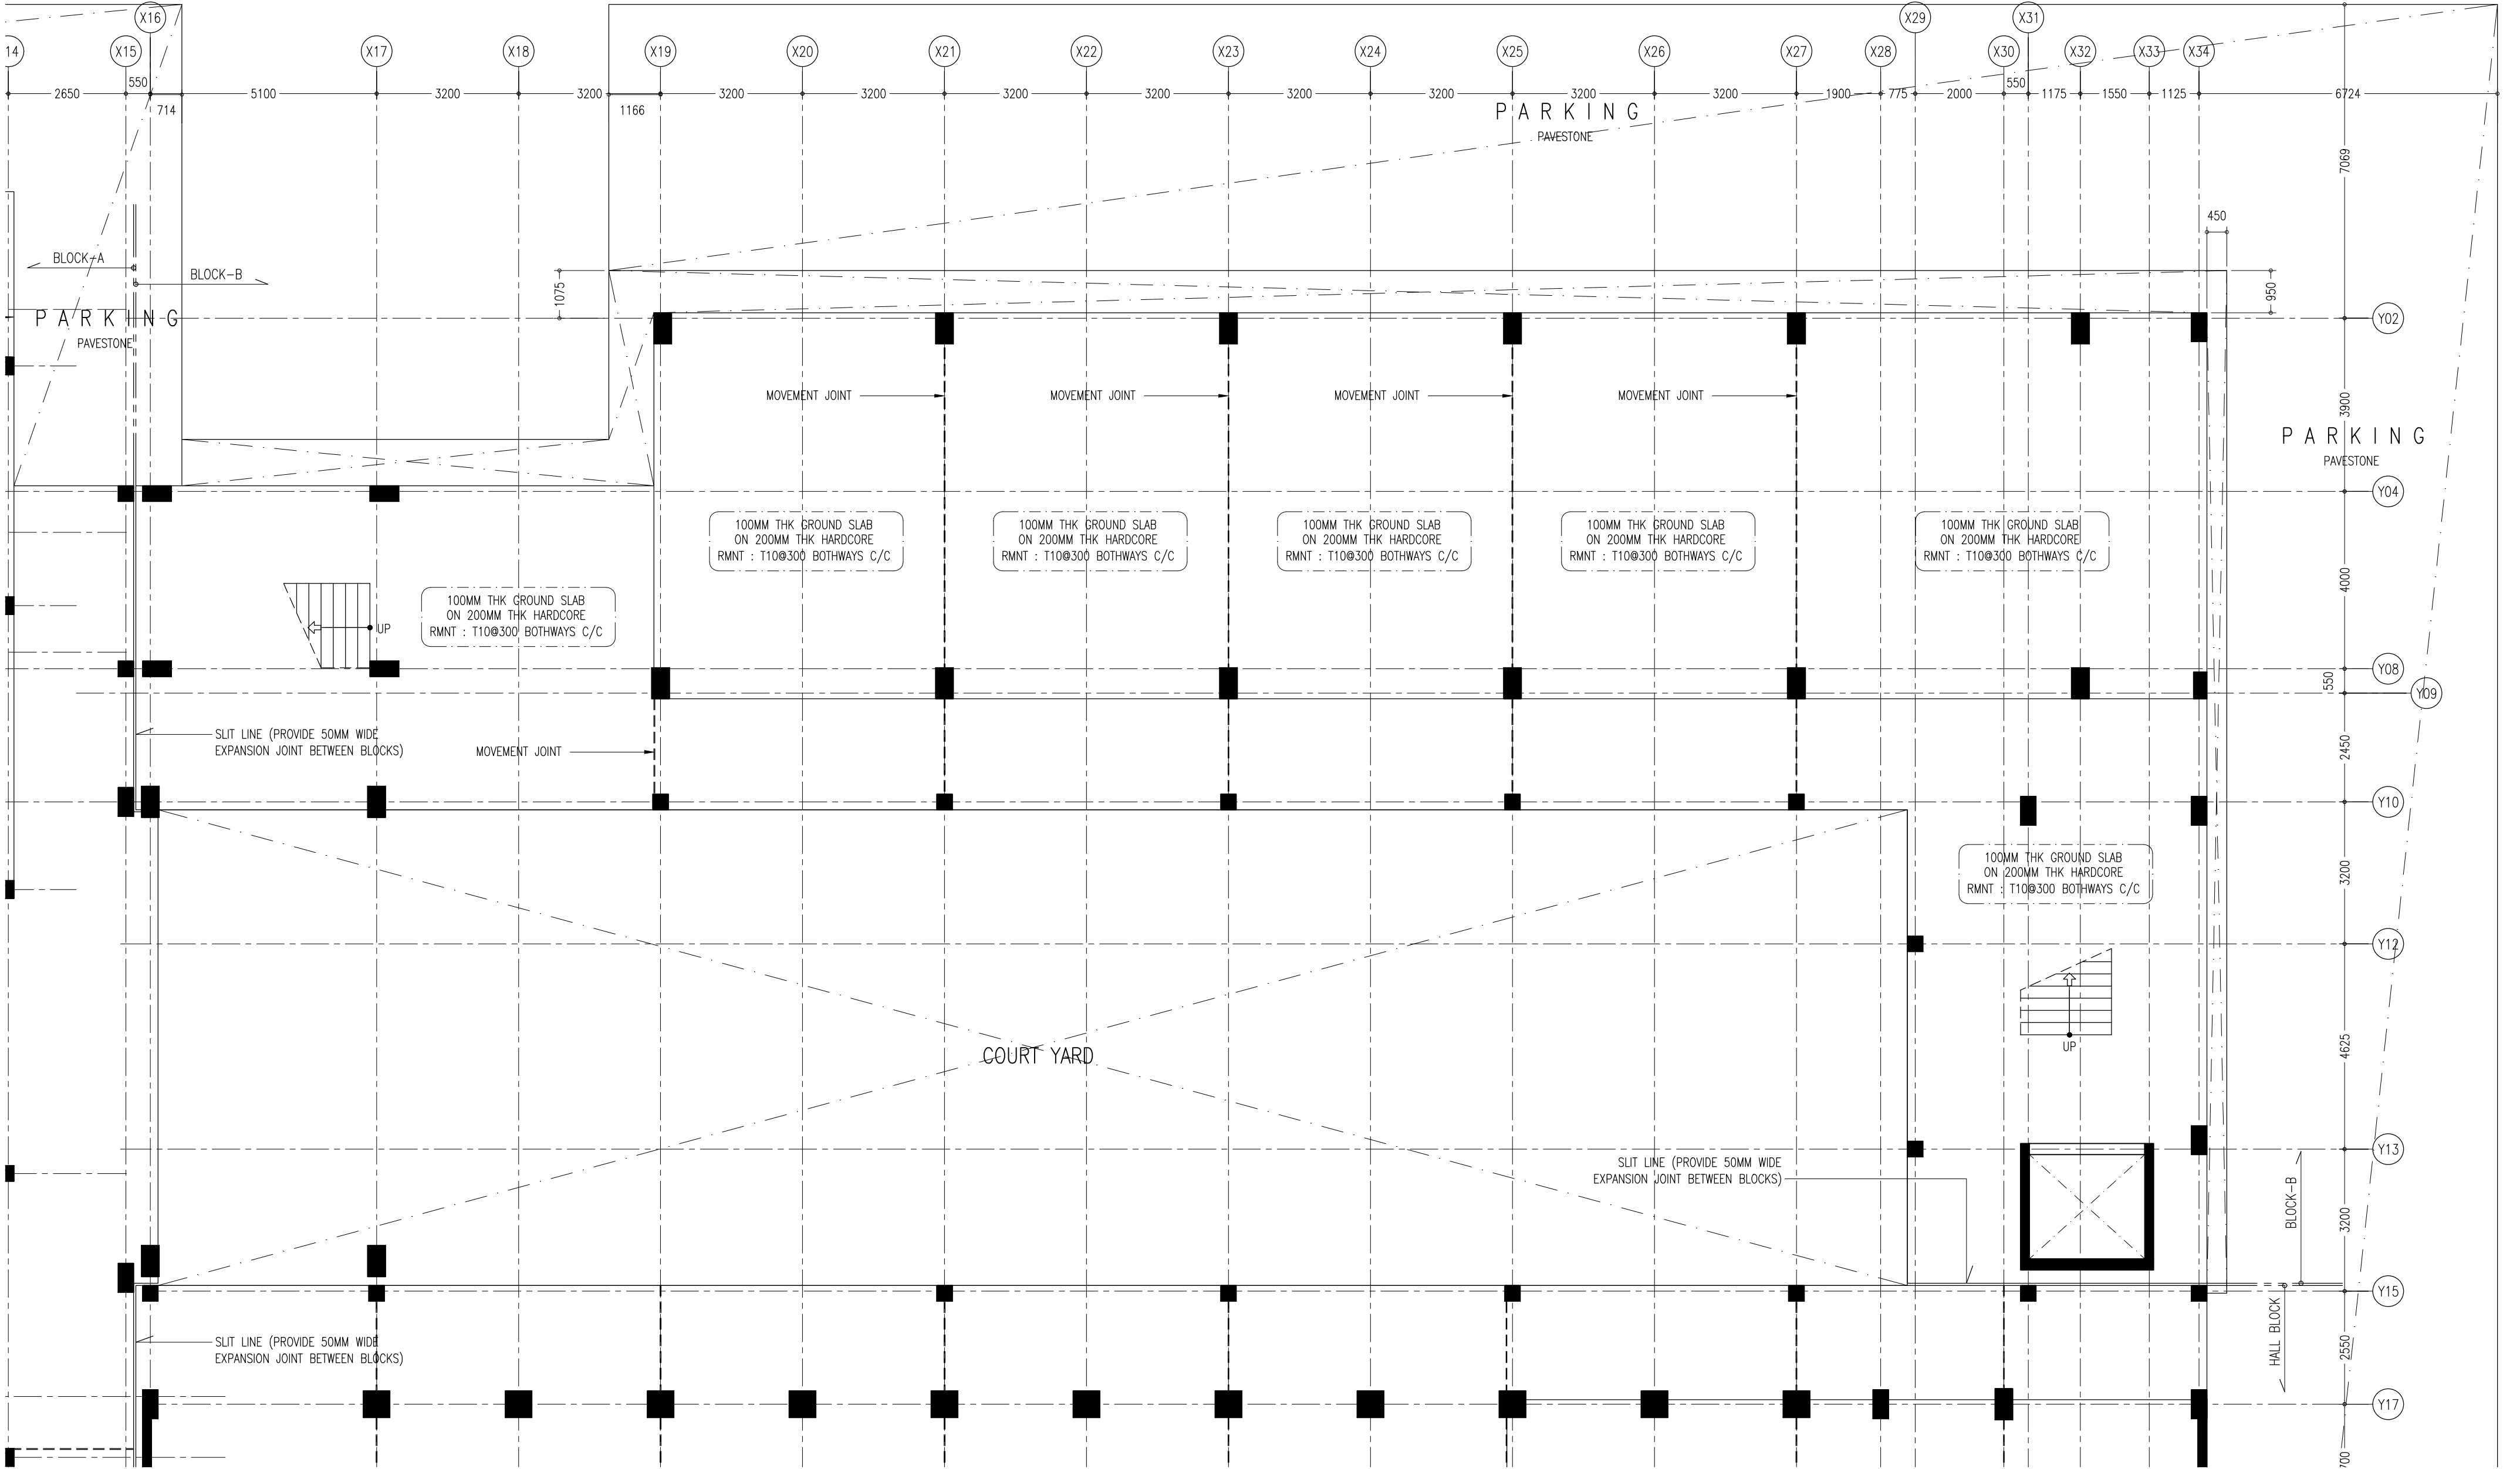 X16
X29
X31
14
X15
X17
X18
X19
X20
X21
X22
X23
X24
X25
X26
X27
X28
X30
X32
X33
X34
550
550
2650
5100
3200
3200
3200
3200
3200
3200
3200
3200
3200
3200
1900
775
2000
1175
1550
1125
6724
714
1166
PARKING
PAVESTONE
7069
450
BLOCK-A
BLOCK-B
1075
950
PARKING
PAVESTONE
Y02
MOVEMENT JOINT
MOVEMENT JOINT
MOVEMENT JOINT
MOVEMENT JOINT
3900
PARKING
PAVESTONE
Y04
100MM THK GROUND SLAB
ON 200MM THK HARDCORE
RMNT : T10@300 BOTHWAYS C/C
100MM THK GROUND SLAB
ON 200MM THK HARDCORE
RMNT : T10@300 BOTHWAYS C/C
100MM THK GROUND SLAB
ON 200MM THK HARDCORE
RMNT : T10@300 BOTHWAYS C/C
100MM THK GROUND SLAB
ON 200MM THK HARDCORE
RMNT : T10@300 BOTHWAYS C/C
100MM THK GROUND SLAB
ON 200MM THK HARDCORE
RMNT : T10@300 BOTHWAYS C/C
4000
100MM THK GROUND SLAB
ON 200MM THK HARDCORE
RMNT : T10@300 BOTHWAYS C/C
UP
Y08
550
Y09
SLIT LINE (PROVIDE 50MM WIDE
EXPANSION JOINT BETWEEN BLOCKS)
MOVEMENT JOINT
2450
Y10
100MM THK GROUND SLAB
ON 200MM THK HARDCORE
RMNT : T10@300 BOTHWAYS C/C
3200
Y12
UP
COURT YARD
4625
Y13
SLIT LINE (PROVIDE 50MM WIDE
EXPANSION JOINT BETWEEN BLOCKS)
BLOCK-B
3200
Y15
HALL BLOCK
SLIT LINE (PROVIDE 50MM WIDE
EXPANSION JOINT BETWEEN BLOCKS)
2550
Y17
700